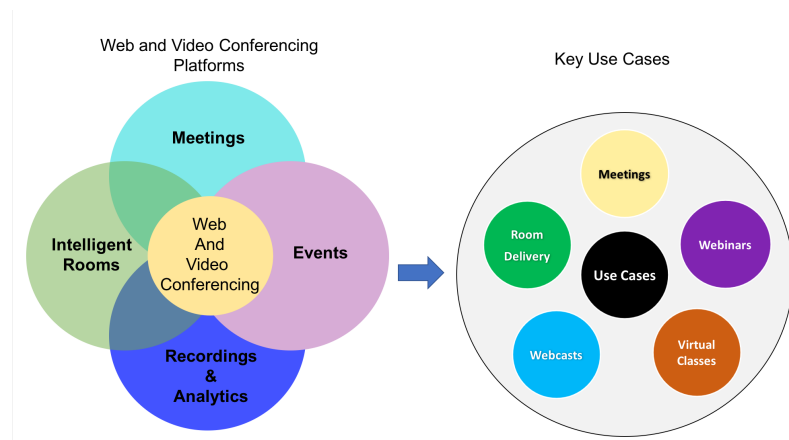 Web and Video Conferencing
Platforms
Meetings
Intelligent
Rooms
Web
And
Video
Conferencing
Events
Recordings
&
Analytics
Key Use Cases
Meetings
Room
Delivery
Webinars
Use Cases
Webcasts
Virtual
Classes